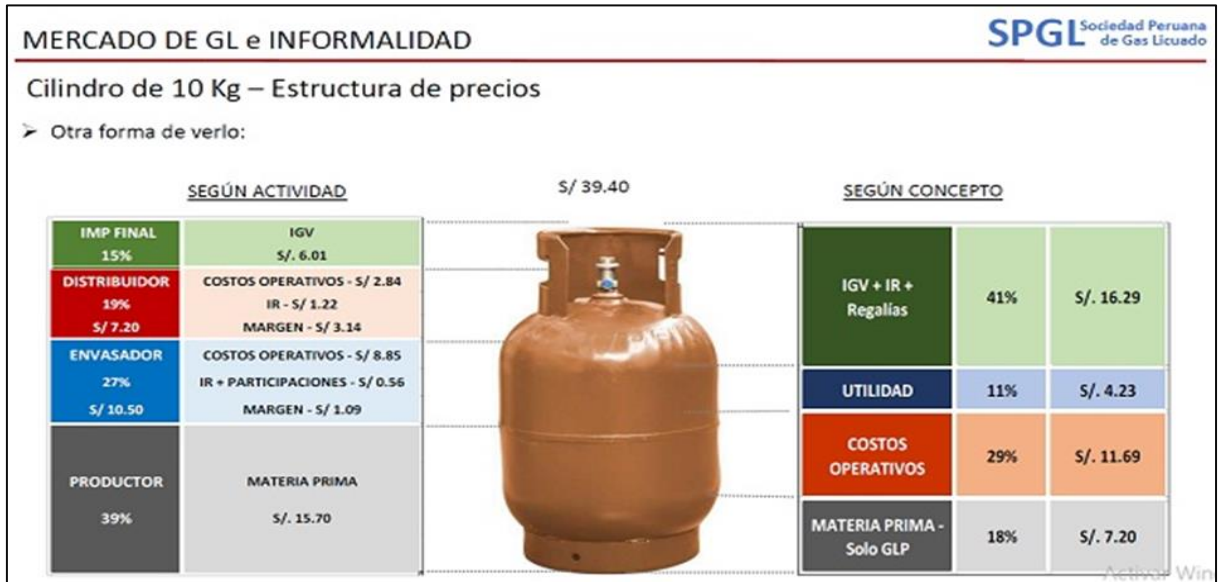 MERCADO DE GL e INFORMALIDAD
SPGL Sociedad Peruana
de Gas Licuado
Cilindro de 10 Kg – Estructura de precios
➢ Otra forma de verlo:
SEGÚN ACTIVIDAD
IMP FINAL
15%
IGV
S/. 6.01
DISTRIBUIDOR
19%
S/ 7.20
COSTOS OPERATIVOS - S/ 2.84
IR - S/ 1.22
MARGEN - S/ 3.14
ENVASADOR
27%
S/ 10.50
COSTOS OPERATIVOS - S/ 8.85
IR + PARTICIPACIONES - S/ 0.56
MARGEN - S/ 1.09
PRODUCTOR
39%
MATERIA PRIMA
S/. 15.70
S/ 39.40
SEGÚN CONCEPTO
IGV + IR +
Regalías
41%
S/. 16.29
UTILIDAD
11%
S/. 4.23
COSTOS
OPERATIVOS
29%
S/. 11.69
MATERIA PRIMA -
Solo GLP
18%
S/. 7.20
Activar Win